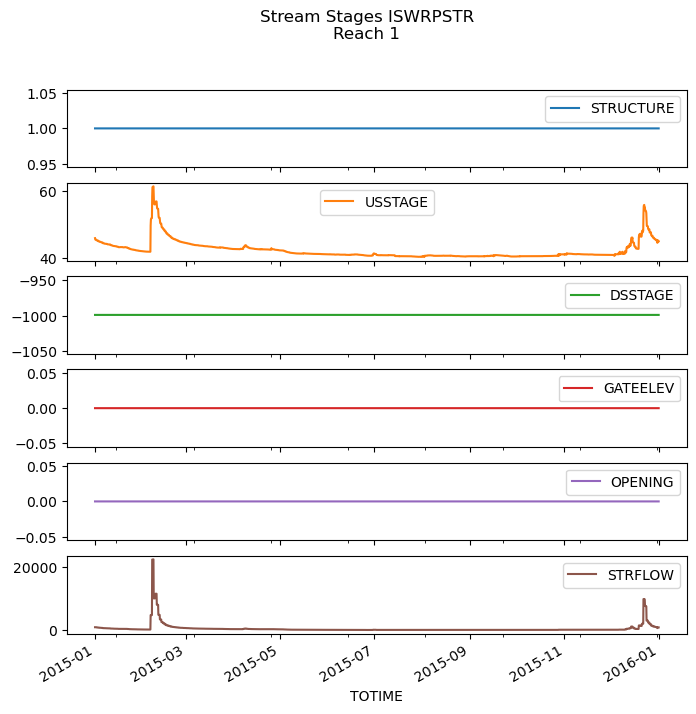 Stream Stages ISWRPSTR
Reach 1
1.05
1.00
0.95
STRUCTURE
60
40
USSTAGE
−950
−1000
−1050
DSSTAGE
0.05
0.00
−0.05
GATEELEV
0.05
0.00
−0.05
OPENING
20000
0
STRFLOW
2015-01
2015-03
2015-05
2015-07
2015-09
2015-11
2016-01
TOTIME